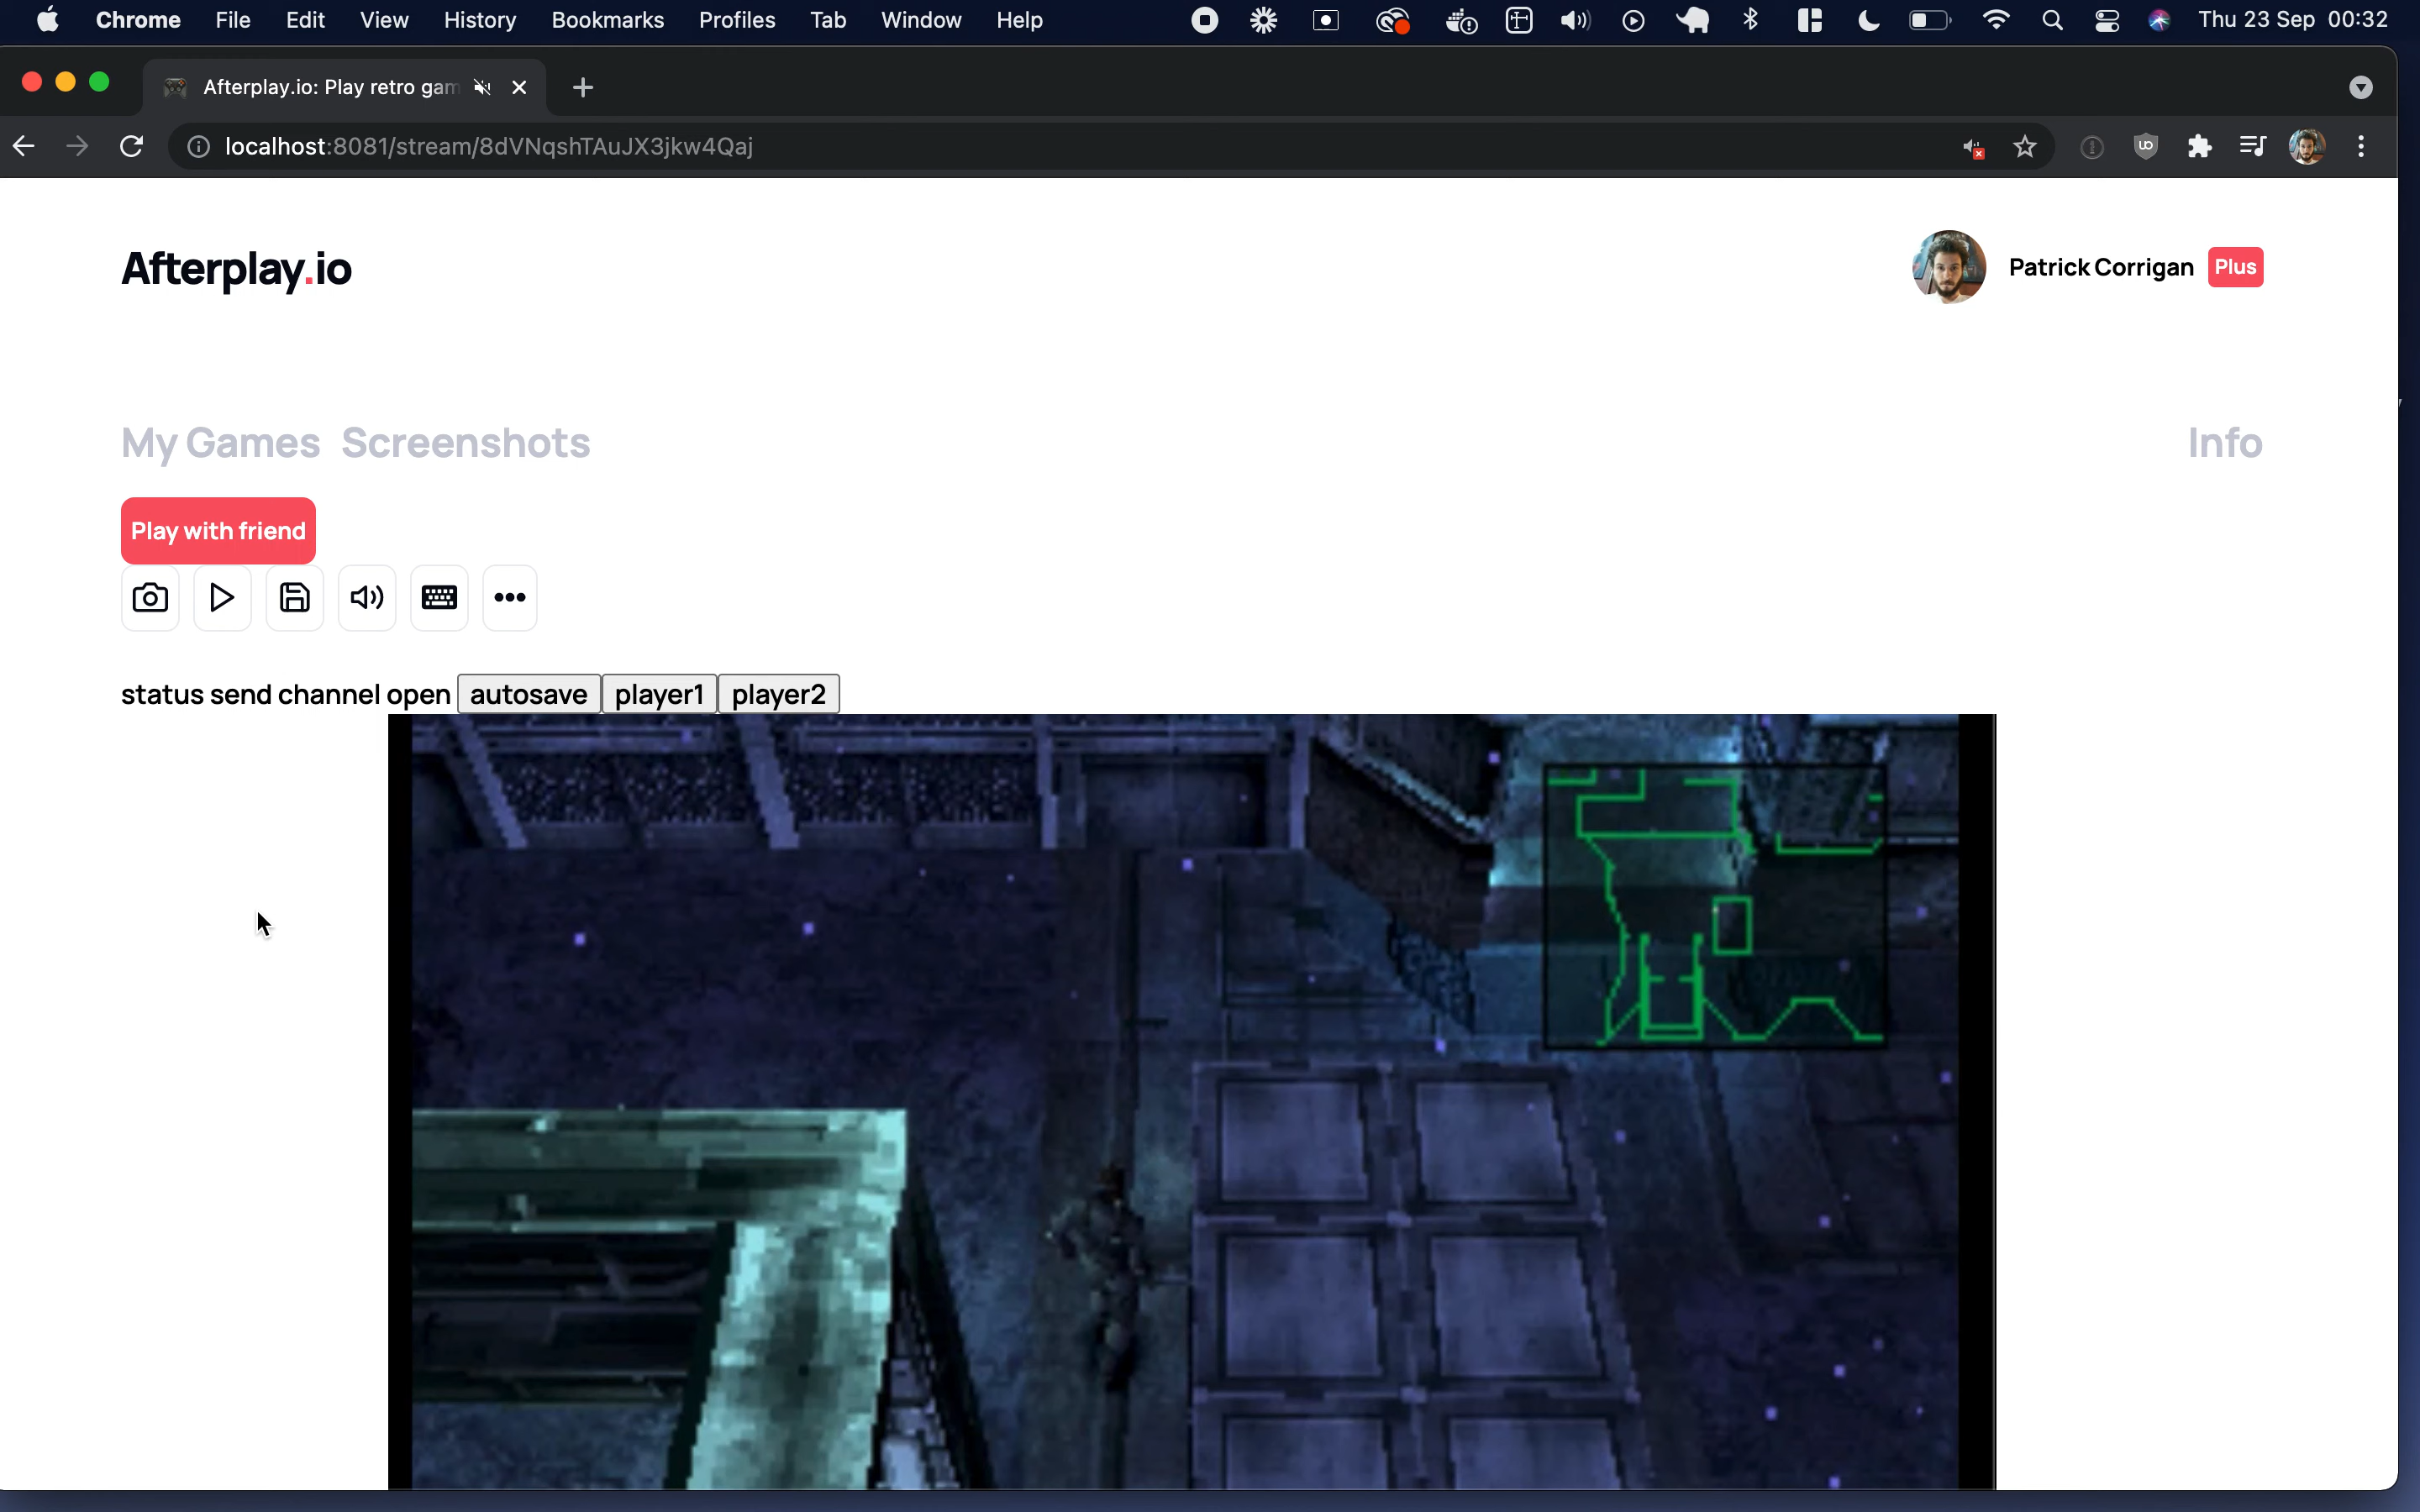 Chrome File Edit View History Bookmarks Profiles Tab Window Help Thu 23 Sep 00:32
Afterplay.io: Play retro gam
localhost:8081/stream/8dVNqshTAuJX3jkw4Qaj
Afterplay.io
Patrick Corrigan Plus
My Games Screenshots Info
Play with friend
status send channel open autosave player1 player2